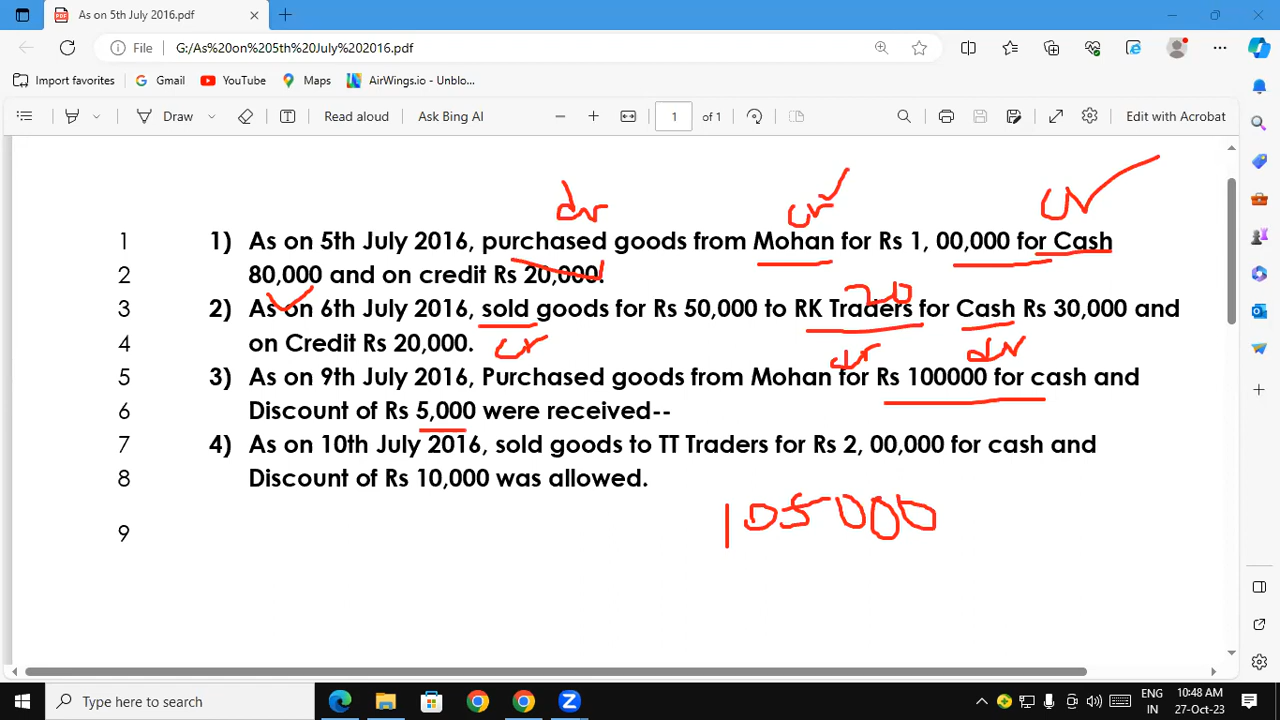 As on 5th July 2016.pdf
File G:/As%20on%205th%20July%202016.pdf
Import favorites Gmail YouTube Maps AirWings.io - Unblo...
Draw Read aloud Ask Bing AI 1 of 1 Edit with Acrobat
dr cr cr
1 1) As on 5th July 2016, purchased goods from Mohan for Rs 1, 00,000 for Cash
2 80,000 and on credit Rs 20,000.
20
3 2) As on 6th July 2016, sold goods for Rs 50,000 to RK Traders for Cash Rs 30,000 and
4 on Credit Rs 20,000. cr dr dr
5 3) As on 9th July 2016, Purchased goods from Mohan for Rs 100000 for cash and
6 Discount of Rs 5,000 were received--
7 4) As on 10th July 2016, sold goods to TT Traders for Rs 2, 00,000 for cash and
8 Discount of Rs 10,000 was allowed.
105000
9
Type here to search
ENG
IN
10:48 AM
27-Oct-23